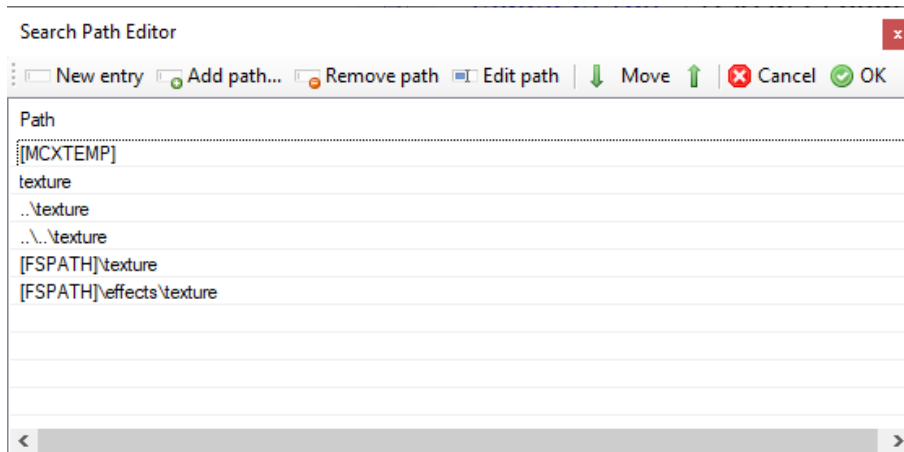 Search Path Editor
x
New entry Add path... Remove path Edit path Move Cancel OK
Path
[MCXTEMP]
texture
..\texture
..\..\texture
[FSPATH]\texture
[FSPATH]\effects\texture